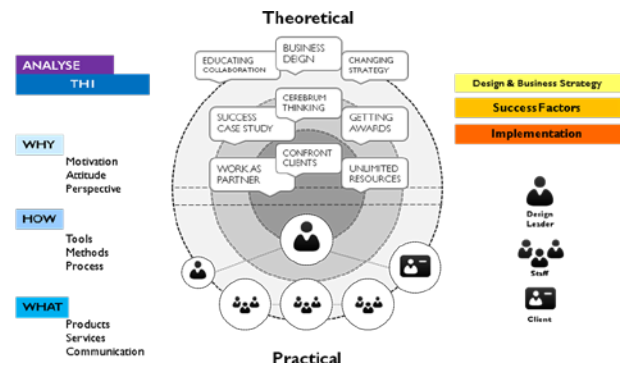 Theoretical
ANALYSE
TH1
WHY
Motivation
Attitude
Perspective
HOW
Tools
Methods
Process
WHAT
Products
Services
Communication
EDUCATING
COLLABORATION
BUSINESS
DEIGN
CHANGING
STRATEGY
SUCCESS
CASE STUDY
CEREBRUM
THINKING
GETTING
AWARDS
WORK AS
PARTNER
CONFRONT
CLIENTS
UNLIMITED
RESOURCES
Practical
Design & Business Strategy
Success Factors
Implementation
Design
Leader
Staff
Client